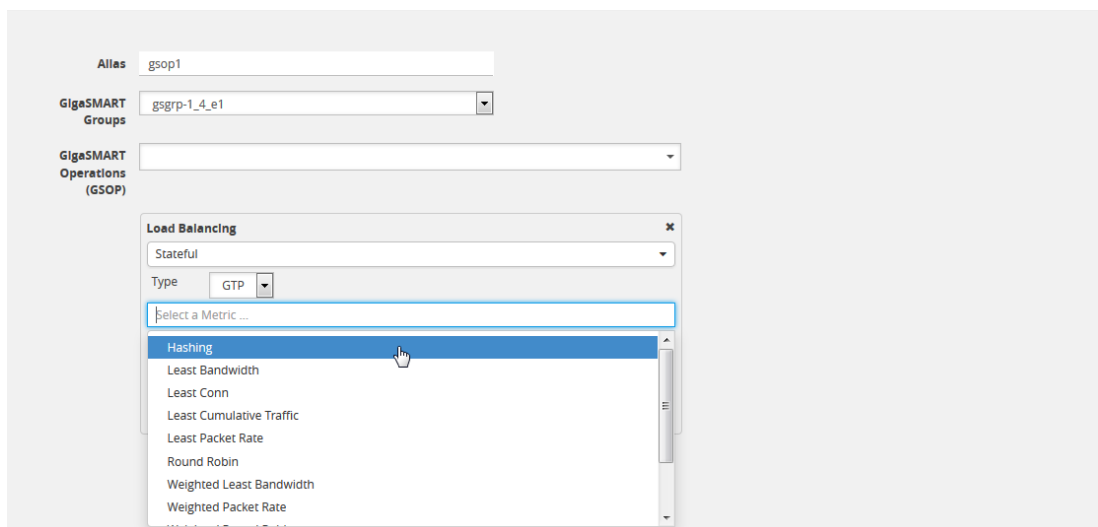 Alias gsop1
GigaSMART Groups gsgrp-1_4_e1
GigaSMART Operations (GSOP)
Load Balancing
Stateful
Type GTP
Select a Metric ...
Hashing
Least Bandwidth
Least Conn
Least Cumulative Traffic
Least Packet Rate
Round Robin
Weighted Least Bandwidth
Weighted Packet Rate